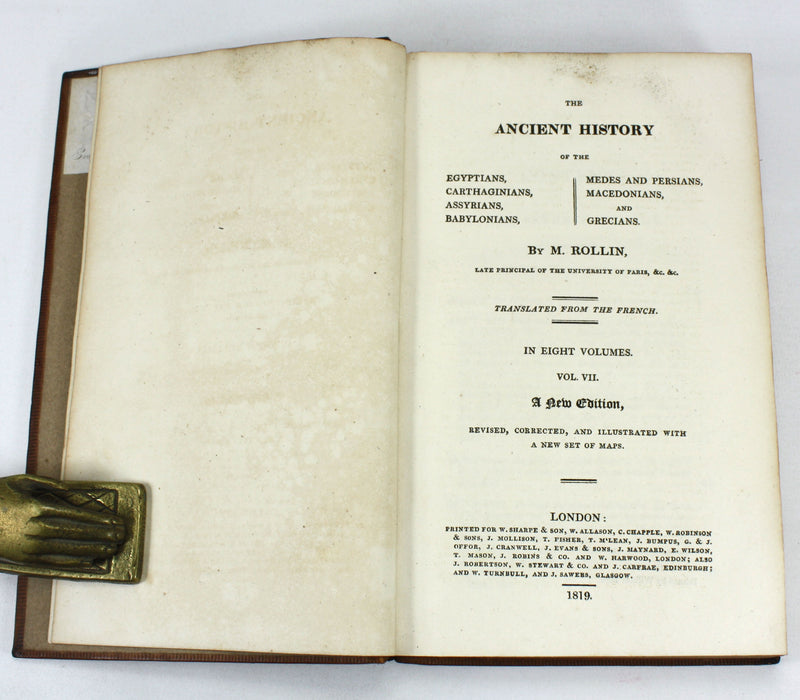 THE
ANCIENT HISTORY
OF THE
EGYPTIANS,
CARTHAGINIANS,
ASSYRIANS,
BABYLONIANS,
MEDES AND PERSIANS,
MACEDONIANS,
AND
GRECIANS.
By M. ROLLIN,
LATE PRINCIPAL OF THE UNIVERSITY OF PARIS, &c. &c.
TRANSLATED FROM THE FRENCH.
IN EIGHT VOLUMES.
VOL. VII.
A New Edition,
REVISED, CORRECTED, AND ILLUSTRATED WITH
A NEW SET OF MAPS.
LONDON:
PRINTED FOR W. SHARPE & SON, W. ALLASON, C. CHAPPLE, W. ROBINSON
& SONS, J. MOLLISON, T. FISHER, T. M'LEAN, J. BUMPUS, G. & J.
OFFOR, J. CRANWELL, J. EVANS & SONS, J. MAYNARD, E. WILSON,
T. MASON, J. ROBINS & CO. AND W. HARWOOD, LONDON; ALSO
J. ROBERTSON, W. STEWART & CO. AND J. CARFRAE, EDINBURGH;
AND W. TURNBULL, AND J. SAWERS, GLASGOW.
1819.